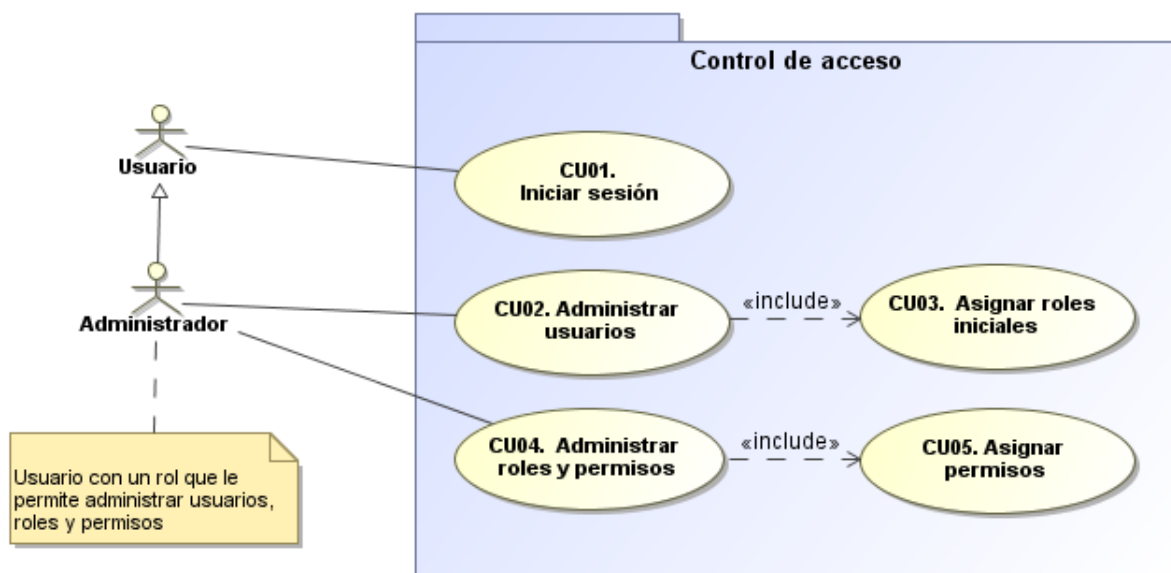 Control de acceso
Usuario
CU01.
Iniciar sesión
Administrador
CU02. Administrar
usuarios
«include»
CU03. Asignar roles
iniciales
CU04. Administrar
roles y permisos
«include»
CU05. Asignar
permisos
Usuario con un rol que le
permite administrar usuarios,
roles y permisos